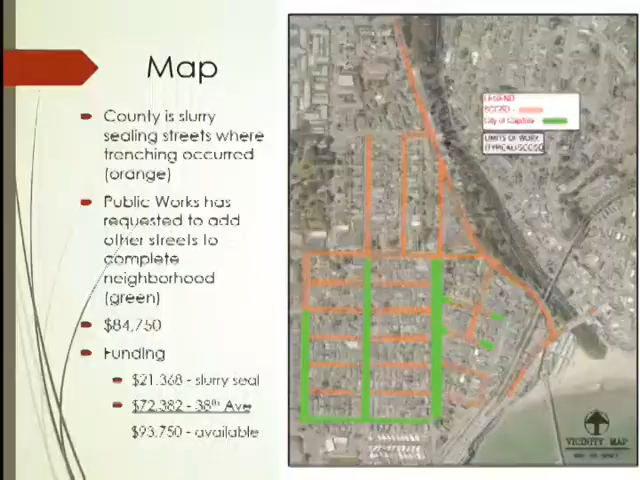 Map
County is slurry
sealing streets where
trenching occurred
(orange)
Public Works has
requested to add
other streets to
complete
neighborhood
(green)
$84,750
Funding
$21,368 - slurry seal
$72,382 - 38th Ave
$93,750 - available
LEGEND
SCCSD -
City of Capitola
LIMITS OF WORK
(TYPICAL)
VICINITY MAP